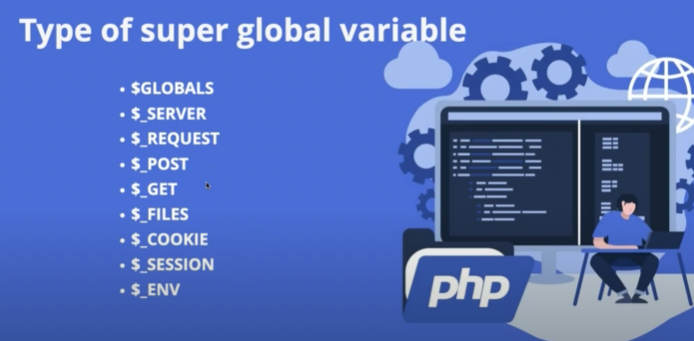 Type of super global variable
• $GLOBALS
• $_SERVER
• $_REQUEST
• $_POST
• $_GET
• $_FILES
• $_COOKIE
• $_SESSION
• $_ENV
php